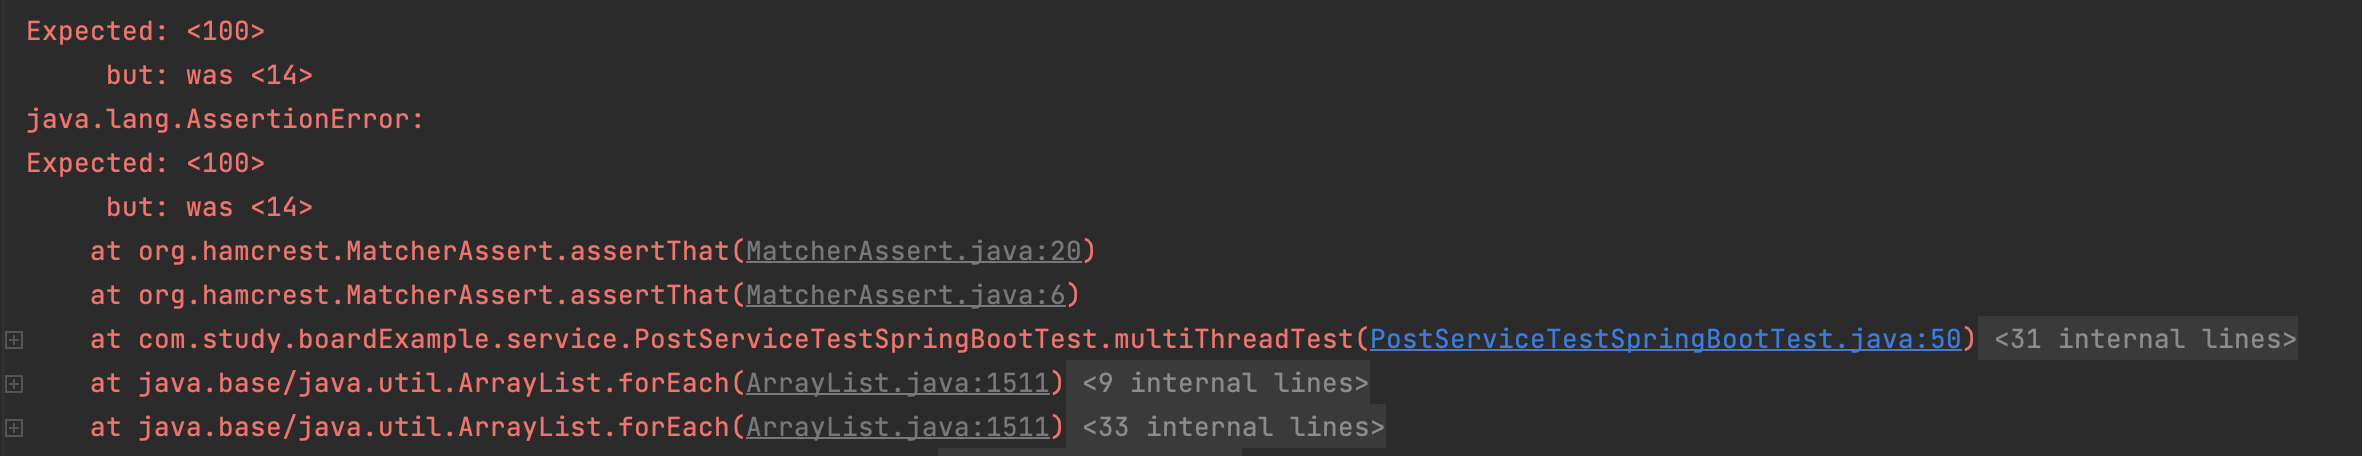 Expected: <100>
     but: was <14>
java.lang.AssertionError:
Expected: <100>
     but: was <14>
    at org.hamcrest.MatcherAssert.assertThat(MatcherAssert.java:20)
    at org.hamcrest.MatcherAssert.assertThat(MatcherAssert.java:6)
    at com.study.boardExample.service.PostServiceTestSpringBootTest.multiThreadTest(PostServiceTestSpringBootTest.java:50) <31 internal lines>
    at java.base/java.util.ArrayList.forEach(ArrayList.java:1511) <9 internal lines>
    at java.base/java.util.ArrayList.forEach(ArrayList.java:1511) <33 internal lines>